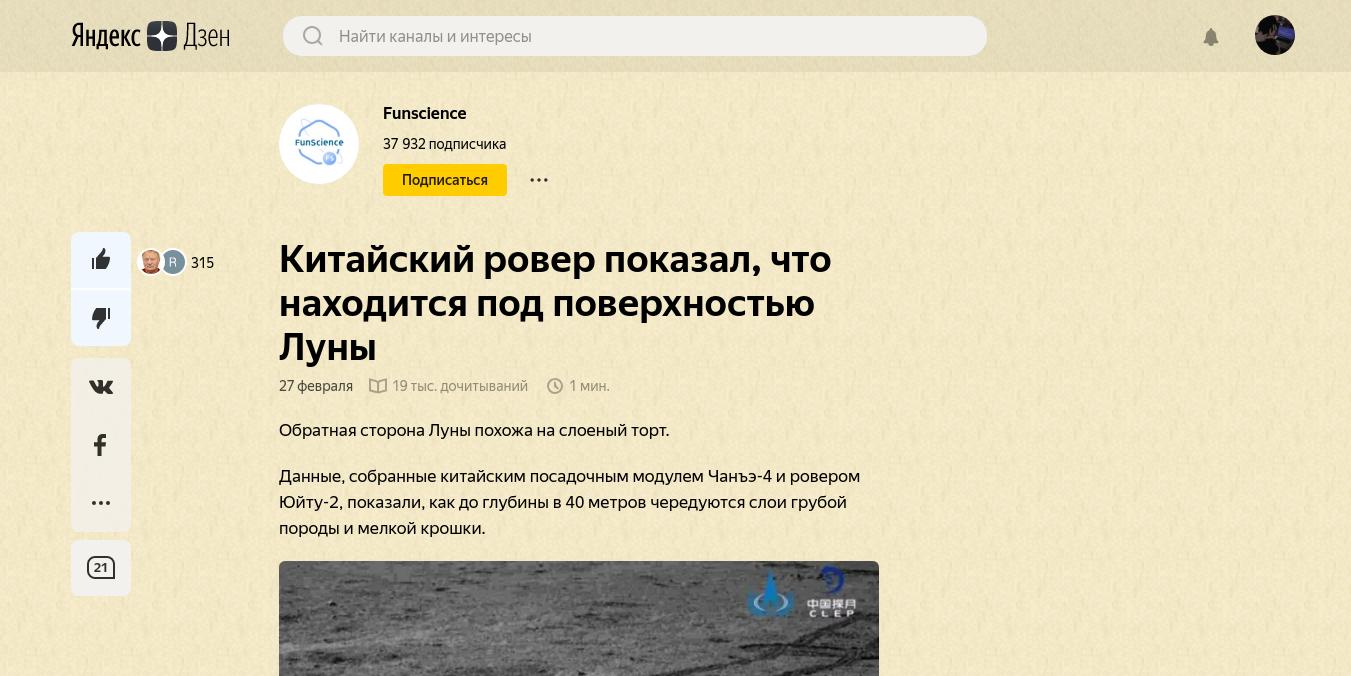 Яндекс Дзен
Найти каналы и интересы
Funscience
37 932 подписчика
FunScience
Fs
Подписаться
R 315
Китайский ровер показал, что
находится под поверхностью
Луны
27 февраля 19 тыс. дочитываний 1 мин.
Обратная сторона Луны похожа на слоеный торт.
Данные, собранные китайским посадочным модулем Чанъэ-4 и ровером
Юйту-2, показали, как до глубины в 40 метров чередуются слои грубой
породы и мелкой крошки.
21
中国探月
CLEP